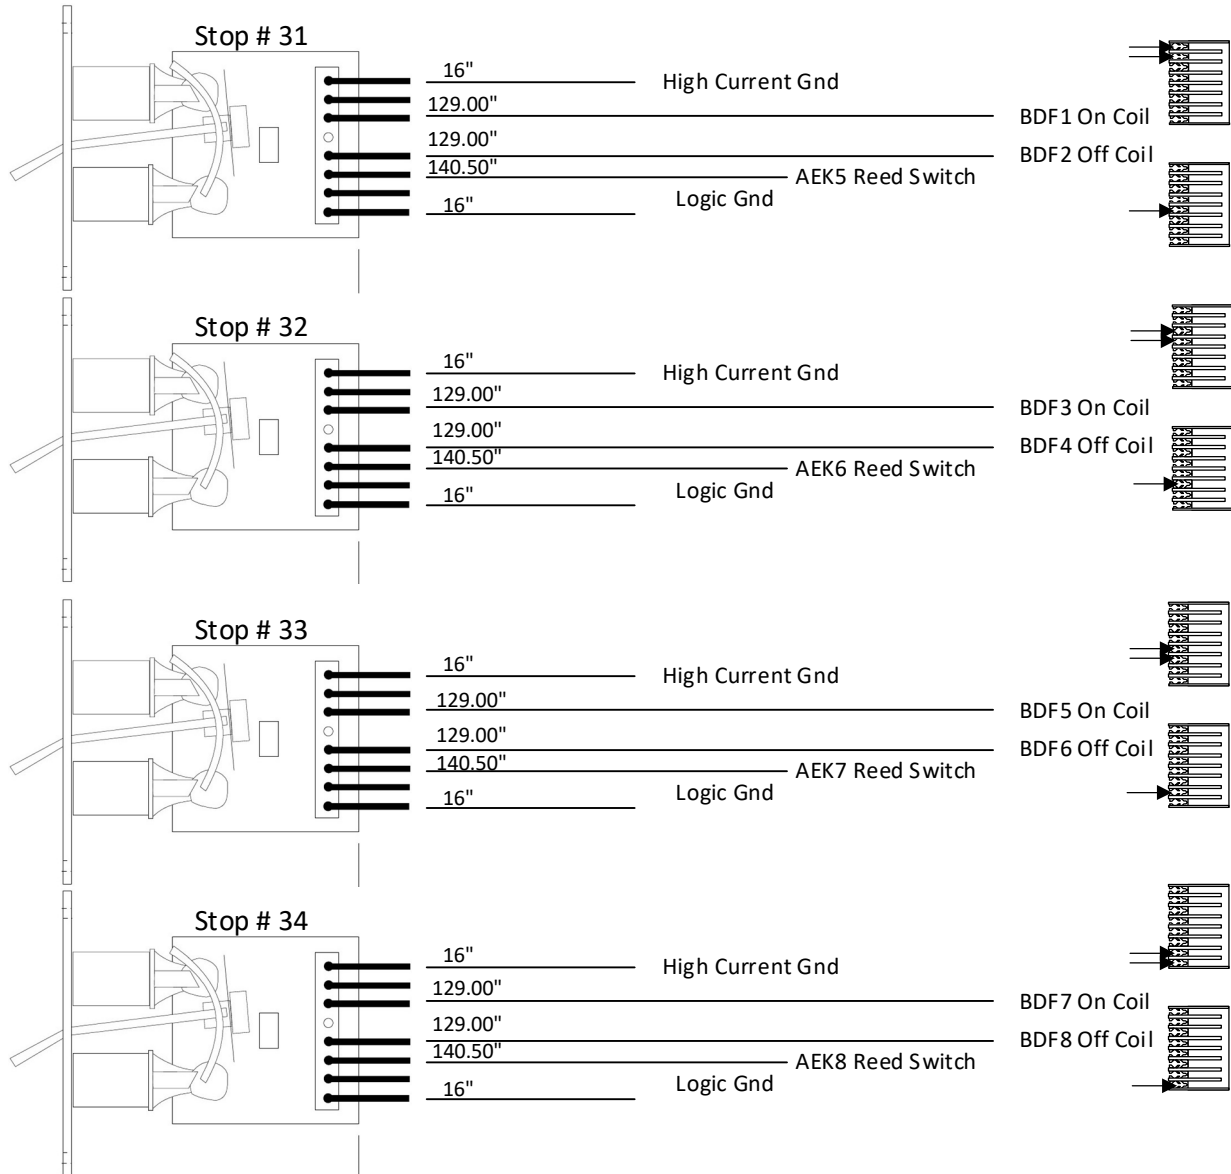 Stop # 31
16"
High Current Gnd
129.00"
BDF1 On Coil
129.00"
BDF2 Off Coil
140.50"
AEK5 Reed Switch
Logic Gnd
16"
Stop # 32
16"
High Current Gnd
129.00"
BDF3 On Coil
129.00"
BDF4 Off Coil
140.50"
AEK6 Reed Switch
Logic Gnd
16"
Stop # 33
16"
High Current Gnd
129.00"
BDF5 On Coil
129.00"
BDF6 Off Coil
140.50"
AEK7 Reed Switch
Logic Gnd
16"
Stop # 34
16"
High Current Gnd
129.00"
BDF7 On Coil
129.00"
BDF8 Off Coil
140.50"
AEK8 Reed Switch
Logic Gnd
16"